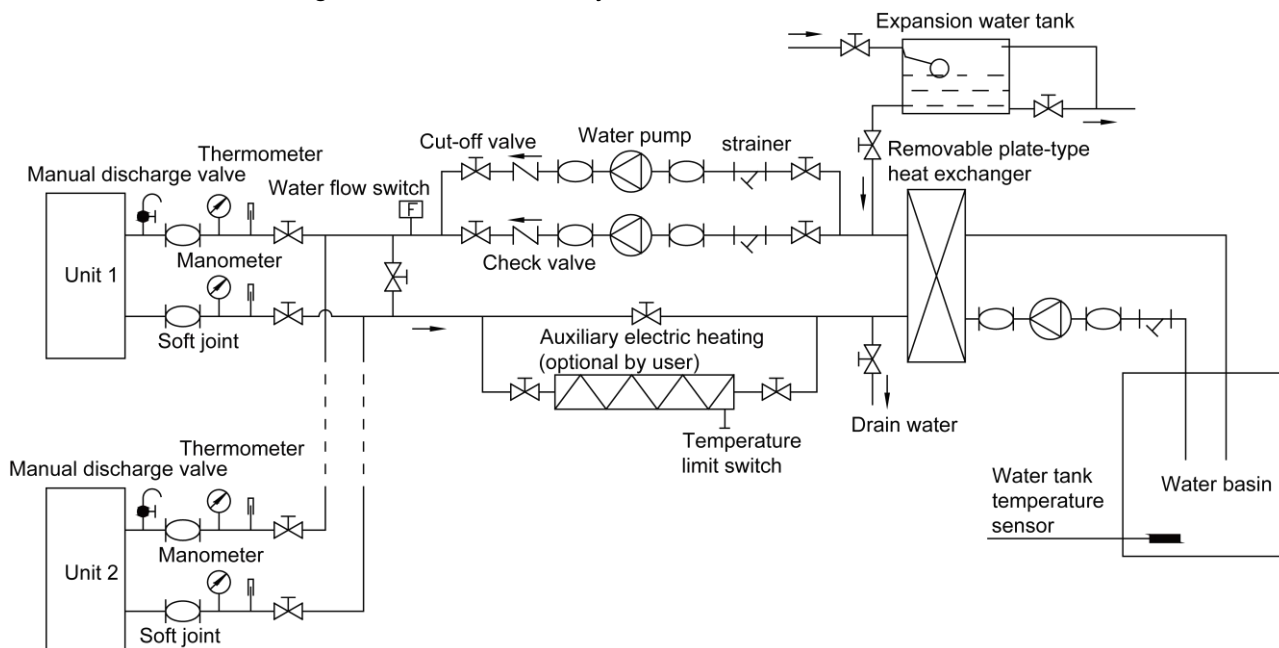 Expansion water tank
Cut-off valve
Water pump
strainer
Removable plate-type
heat exchanger
Thermometer
Manual discharge valve
Water flow switch
F
Unit 1
Manometer
Check valve
Soft joint
Auxiliary electric heating
(optional by user)
Drain water
Temperature
limit switch
Thermometer
Manual discharge valve
Water tank
temperature
sensor
Water basin
Manometer
Unit 2
Soft joint